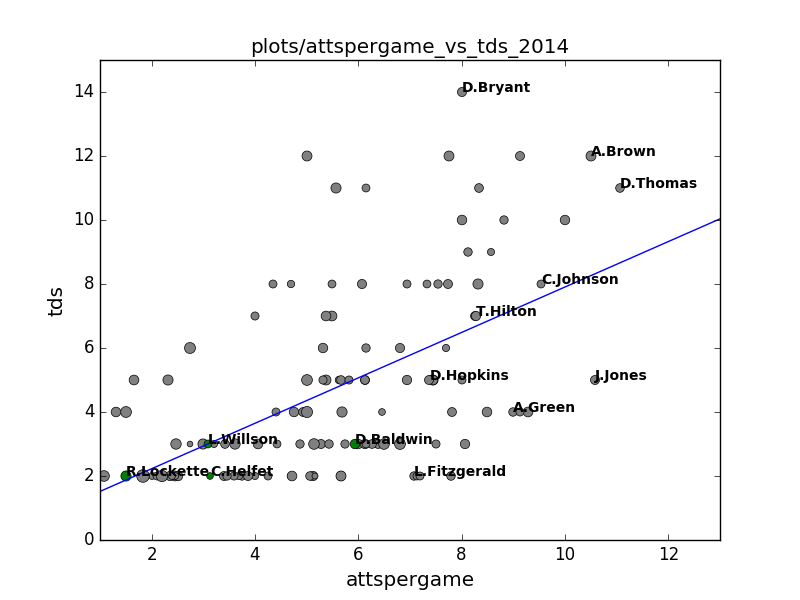 plots/attspergame_vs_tds_2014
14
D.Bryant
12
A.Brown
D.Thomas
10
8
C.Johnson
T.Hilton
6
D.Hopkins
J.Jones
4
A.Green
L.Willson
D.Baldwin
2
R.Lockette
C.Helfet
L.Fitzgerald
0
2
4
6
8
10
12
tds
attspergame